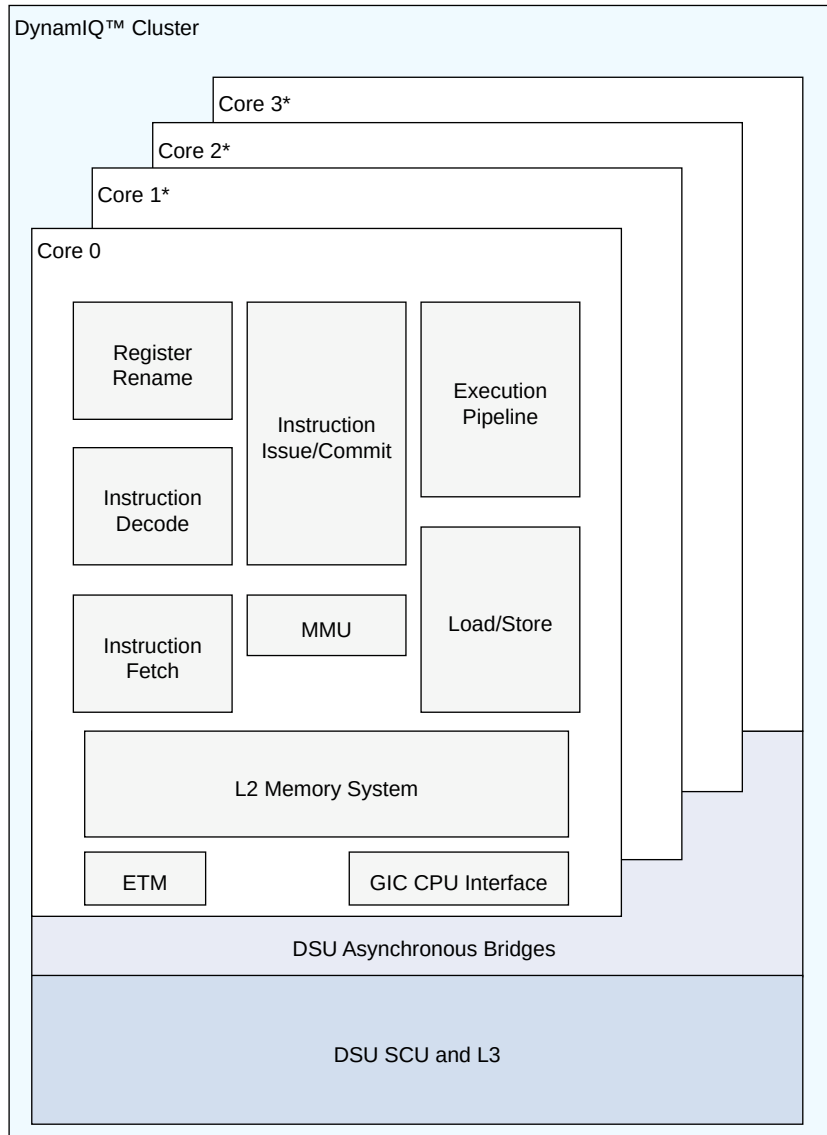 DynamIQ™ Cluster
Core 3*
Core 2*
Core 1*
Core 0
Register
Rename
Instruction
Issue/Commit
Execution
Pipeline
Instruction
Decode
Instruction
Fetch
MMU
Load/Store
L2 Memory System
ETM
GIC CPU Interface
DSU Asynchronous Bridges
DSU SCU and L3